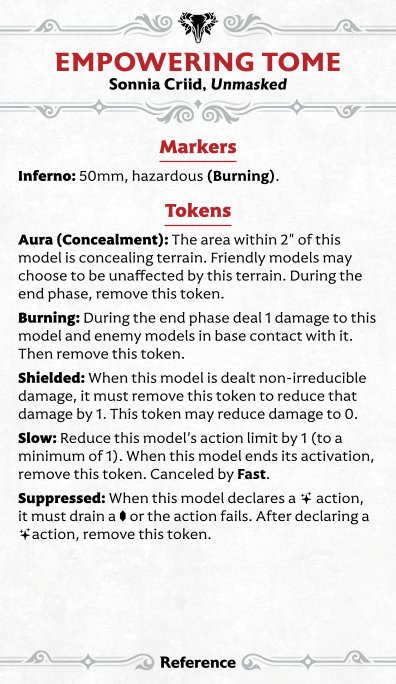 EMPOWERING TOME
Sonnia Criid, Unmasked
Markers
Inferno: 50mm, hazardous (Burning).
Tokens
Aura (Concealment): The area within 2" of this
model is concealing terrain. Friendly models may
choose to be unaffected by this terrain. During the
end phase, remove this token.
Burning: During the end phase deal 1 damage to this
model and enemy models in base contact with it.
Then remove this token.
Shielded: When this model is dealt non-irreducible
damage, it must remove this token to reduce that
damage by 1. This token may reduce damage to 0.
Slow: Reduce this model's action limit by 1 (to a
minimum of 1). When this model ends its activation,
remove this token. Canceled by Fast.
Suppressed: When this model declares a action,
it must drain a or the action fails. After declaring a
action, remove this token.
Reference